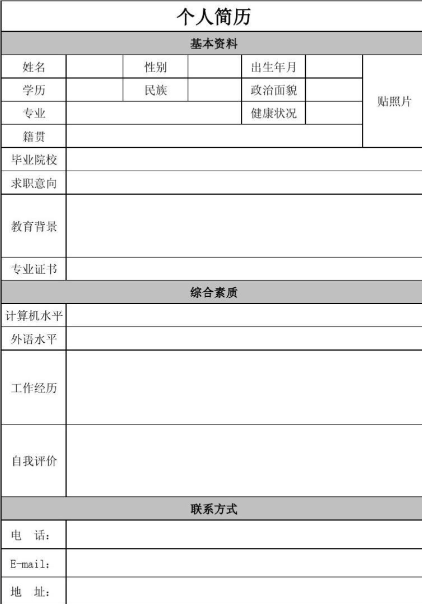 个人简历
基本资料
姓名 性别 出生年月
学历 民族 政治面貌
贴照片
专业 健康状况
籍贯
毕业院校
求职意向
教育背景
专业证书
综合素质
计算机水平
外语水平
工作经历
自我评价
联系方式
电 话:
E-mail:
地 址: